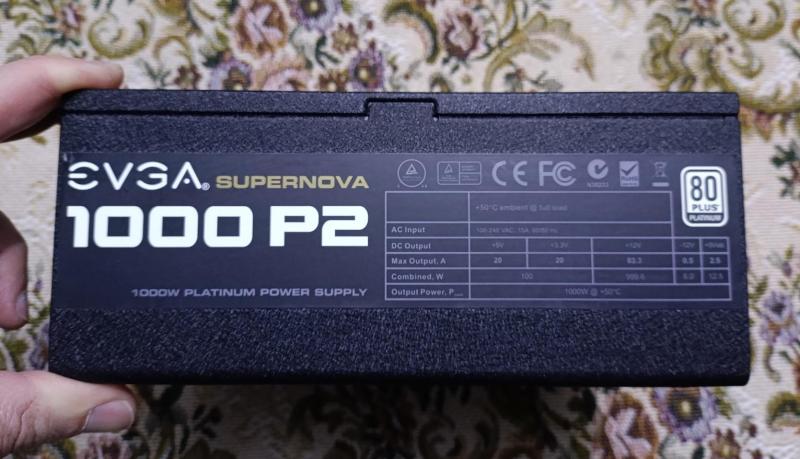 EVGA® SUPERNOVA
1000 P2
1000W PLATINUM POWER SUPPLY
CE FC
80
PLUS®
PLATINUM
+50°C ambient @ full load
AC Input 100-240 VAC, 15A 50/60 Hz
DC Output +5V +3.3V +12V -12V +5Vsb
Max Output, A 20 20 83.3 0.5 2.5
Combined, W 100 999.6 6.0 12.5
Output Power, P 1000W @ +50°C